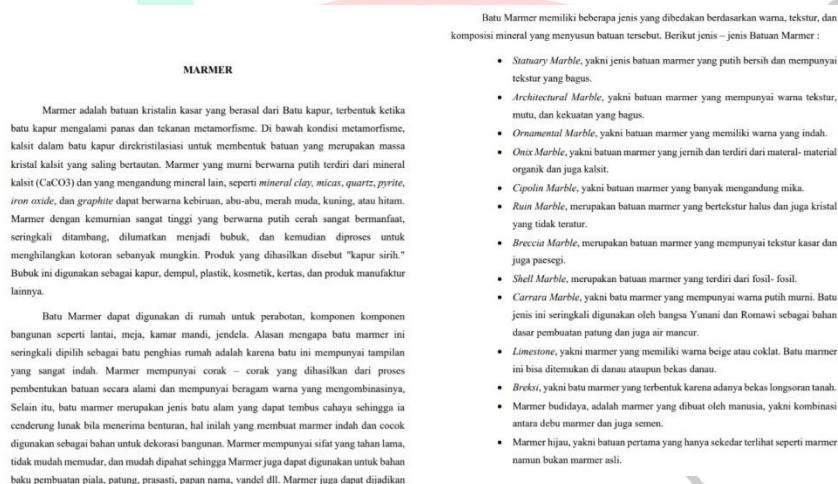 MARMER
Marmer adalah batuan kristalin kasar yang berasal dari Batu kapur, terbentuk ketika
batu kapur mengalami panas dan tekanan metamorfisme. Di bawah kondisi metamorfisme,
kalsit dalam batu kapur direkristilasiasi untuk membentuk batuan yang merupakan massa
kristal kalsit yang saling bertautan. Marmer yang murni berwarna putih terdiri dari mineral
kalsit (CaCO3) dan yang mengandung mineral lain, seperti mineral clay, micas, quartz, pyrite,
iron oxide, dan graphite dapat berwarna kebiruan, abu-abu, merah muda, kuning, atau hitam.
Marmer dengan kemurnian sangat tinggi yang berwarna putih cerah sangat bermanfaat,
seringkali ditambang, dilumatkan menjadi bubuk, dan kemudian diproses untuk
menghilangkan kotoran sebanyak mungkin. Produk yang dihasilkan disebut "kapur sirih."
Bubuk ini digunakan sebagai kapur, dempul, plastik, kosmetik, kertas, dan produk manufaktur
lainnya.
Batu Marmer dapat digunakan di rumah untuk perabotan, komponen komponen
bangunan seperti lantai, meja, kamar mandi, jendela. Alasan mengapa batu marmer ini
seringkali dipilih sebagai batu penghias rumah adalah karena batu ini mempunyai tampilan
yang sangat indah. Marmer mempunyai corak – corak yang dihasilkan dari proses
pembentukan batuan secara alami dan mempunyai beragam warna yang mengombinasinya,
Selain itu, batu marmer merupakan jenis batu alam yang dapat tembus cahaya sehingga ia
cenderung lunak bila menerima benturan, hal inilah yang membuat marmer indah dan cocok
digunakan sebagai bahan untuk dekorasi bangunan. Marmer mempunyai sifat yang tahan lama,
tidak mudah memudar, dan mudah dipahat sehingga Marmer juga dapat digunakan untuk bahan
baku pembuatan piala, patung, prasasti, papan nama, vandel dll. Marmer juga dapat dijadikan
Batu Marmer memiliki beberapa jenis yang dibedakan berdasarkan warna, tekstur, dan
komposisi mineral yang menyusun batuan tersebut. Berikut jenis – jenis Batuan Marmer :
• Statuary Marble, yakni jenis batuan marmer yang putih bersih dan mempunyai
tekstur yang bagus.
• Architectural Marble, yakni batuan marmer yang mempunyai warna tekstur,
mutu, dan kekuatan yang bagus.
• Ornamental Marble, yakni batuan marmer yang memiliki warna yang indah.
• Onix Marble, yakni batuan marmer yang jernih dan terdiri dari materal- material
organik dan juga kalsit.
• Cipolin Marble, yakni batuan marmer yang banyak mengandung mika.
• Ruin Marble, merupakan batuan marmer yang bertekstur halus dan juga kristal
yang tidak teratur.
• Breccia Marble, merupakan batuan marmer yang mempunyai tekstur kasar dan
juga paesegi.
• Shell Marble, merupakan batuan marmer yang terdiri dari fosil- fosil.
• Carrara Marble, yakni batu marmer yang mempunyai warna putih murni. Batu
jenis ini seringkali digunakan oleh bangsa Yunani dan Romawi sebagai bahan
dasar pembuatan patung dan juga air mancur.
• Limestone, yakni marmer yang memiliki warna beige atau coklat. Batu marmer
ini bisa ditemukan di danau ataupun bekas danau.
• Breksi, yakni batu marmer yang terbentuk karena adanya bekas longsoran tanah.
• Marmer budidaya, adalah marmer yang dibuat oleh manusia, yakni kombinasi
antara debu marmer dan juga semen.
• Marmer hijau, yakni batuan pertama yang hanya sekedar terlihat seperti marmer
namun bukan marmer asli.